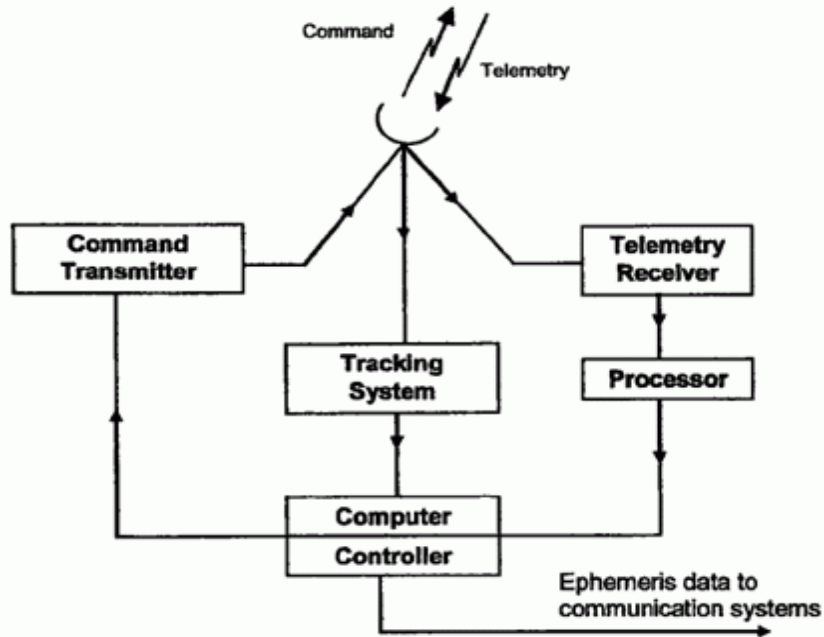 Command
Telemetry
Command
Transmitter
Telemetry
Receiver
Tracking
System
Processor
Computer
Controller
Ephemeris data to
communication systems